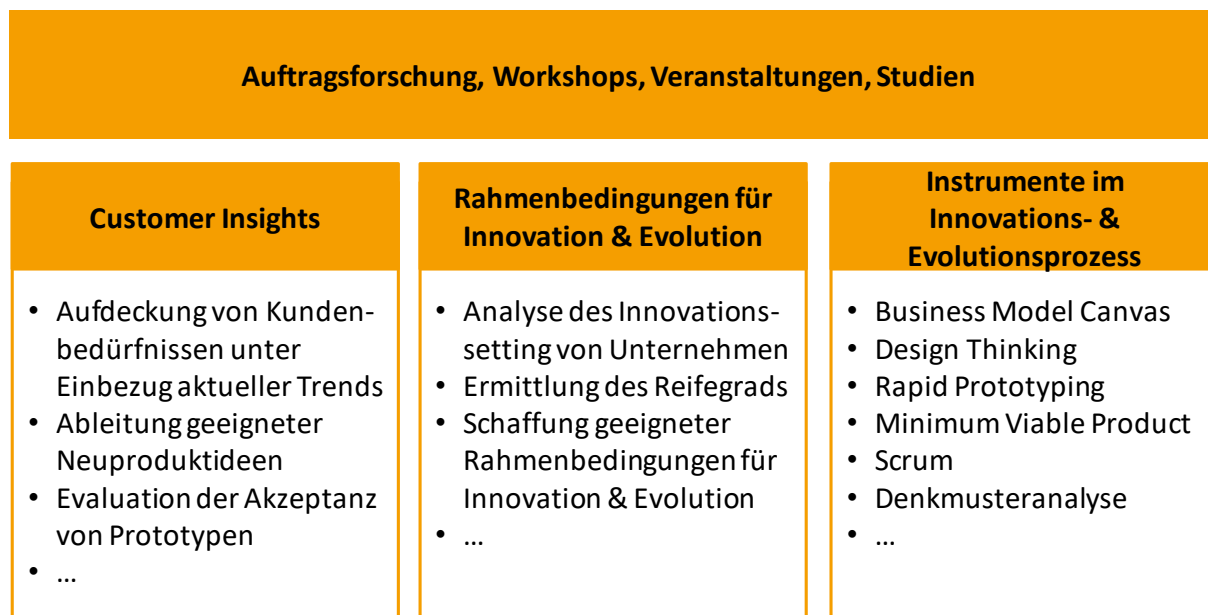 Auftragsforschung, Workshops, Veranstaltungen, Studien
Customer Insights
• Aufdeckung von Kunden-
bedürfnissen unter
Einbezug aktueller Trends
• Ableitung geeigneter
Neuproduktideen
• Evaluation der Akzeptanz
von Prototypen
• ...
Rahmenbedingungen für
Innovation & Evolution
• Analyse des Innovations-
setting von Unternehmen
• Ermittlung des Reifegrads
• Schaffung geeigneter
Rahmenbedingungen für
Innovation & Evolution
• ...
Instrumente im
Innovations- &
Evolutionsprozess
• Business Model Canvas
• Design Thinking
• Rapid Prototyping
• Minimum Viable Product
• Scrum
• Denkmusteranalyse
• ...